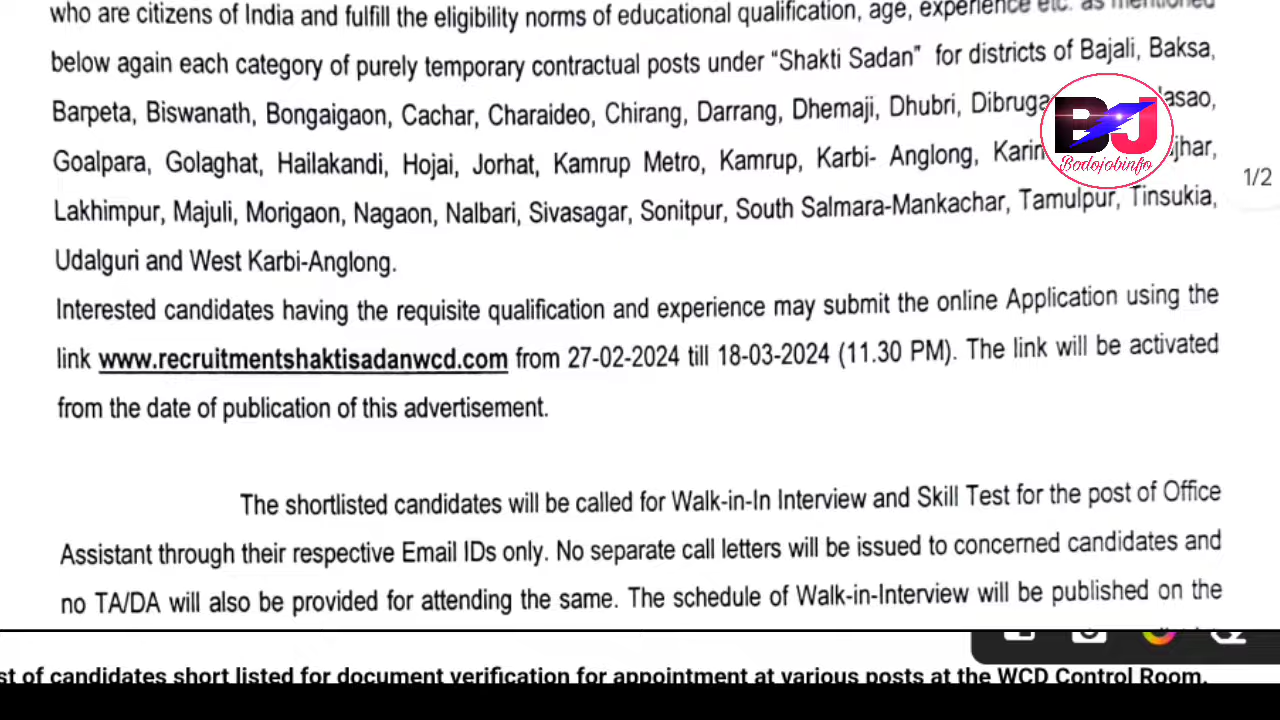 who are citizens of India and fulfill the eligibility norms of educational qualification, age, experience etc. as mentioned
below again each category of purely temporary contractual posts under “Shakti Sadan” for districts of Bajali, Baksa,
Barpeta, Biswanath, Bongaigaon, Cachar, Charaideo, Chirang, Darrang, Dhemaji, Dhubri, Dibruga asao,
BJ
Bodojobinfo
Goalpara, Golaghat, Hailakandi, Hojai, Jorhat, Kamrup Metro, Kamrup, Karbi- Anglong, Karim jhar,
1/2
Lakhimpur, Majuli, Morigaon, Nagaon, Nalbari, Sivasagar, Sonitpur, South Salmara-Mankachar, Tamulpur, Tinsukia,
Udalguri and West Karbi-Anglong.
Interested candidates having the requisite qualification and experience may submit the online Application using the
link www.recruitmentshaktisadanwcd.com from 27-02-2024 till 18-03-2024 (11.30 PM). The link will be activated
from the date of publication of this advertisement.
The shortlisted candidates will be called for Walk-in-In Interview and Skill Test for the post of Office
Assistant through their respective Email IDs only. No separate call letters will be issued to concerned candidates and
no TA/DA will also be provided for attending the same. The schedule of Walk-in-Interview will be published on the
st of candidates short listed for document verification for appointment at various posts at the WCD Control Room.